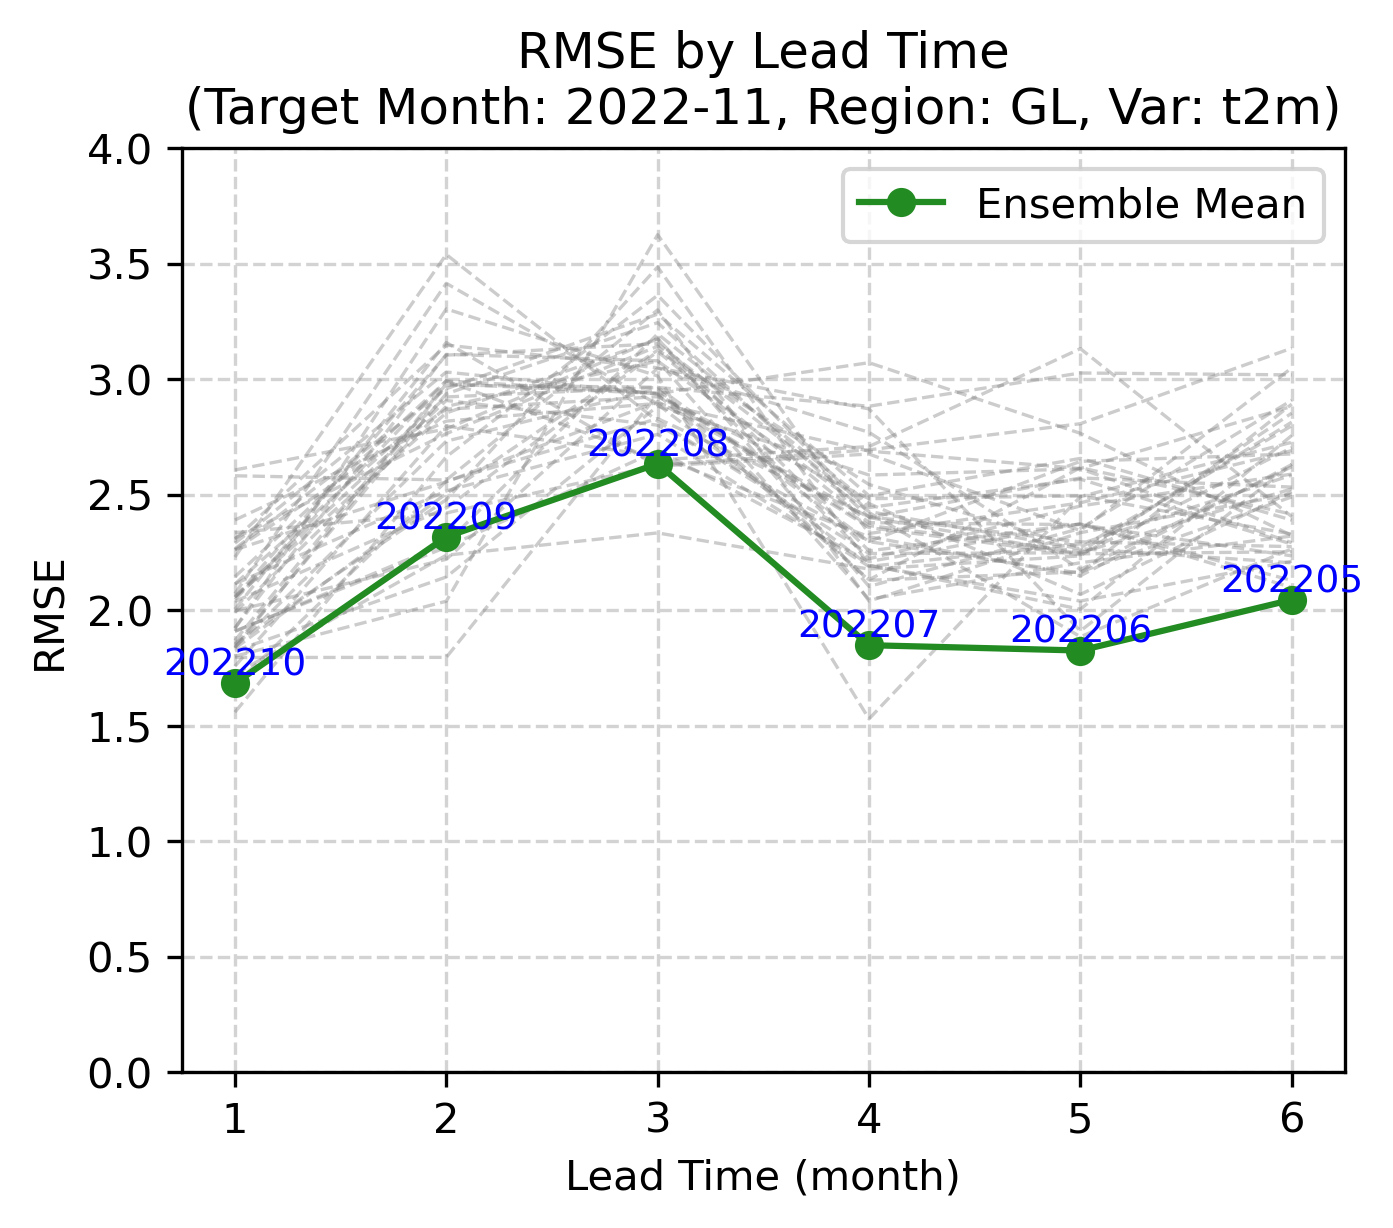 RMSE by Lead Time
(Target Month: 2022-11, Region: GL, Var: t2m)
4.0
3.5
3.0
2.5
2.0
1.5
1.0
0.5
0.0
RMSE
Ensemble Mean
202210
202209
202208
202207
202206
202205
1 2 3 4 5 6
Lead Time (month)